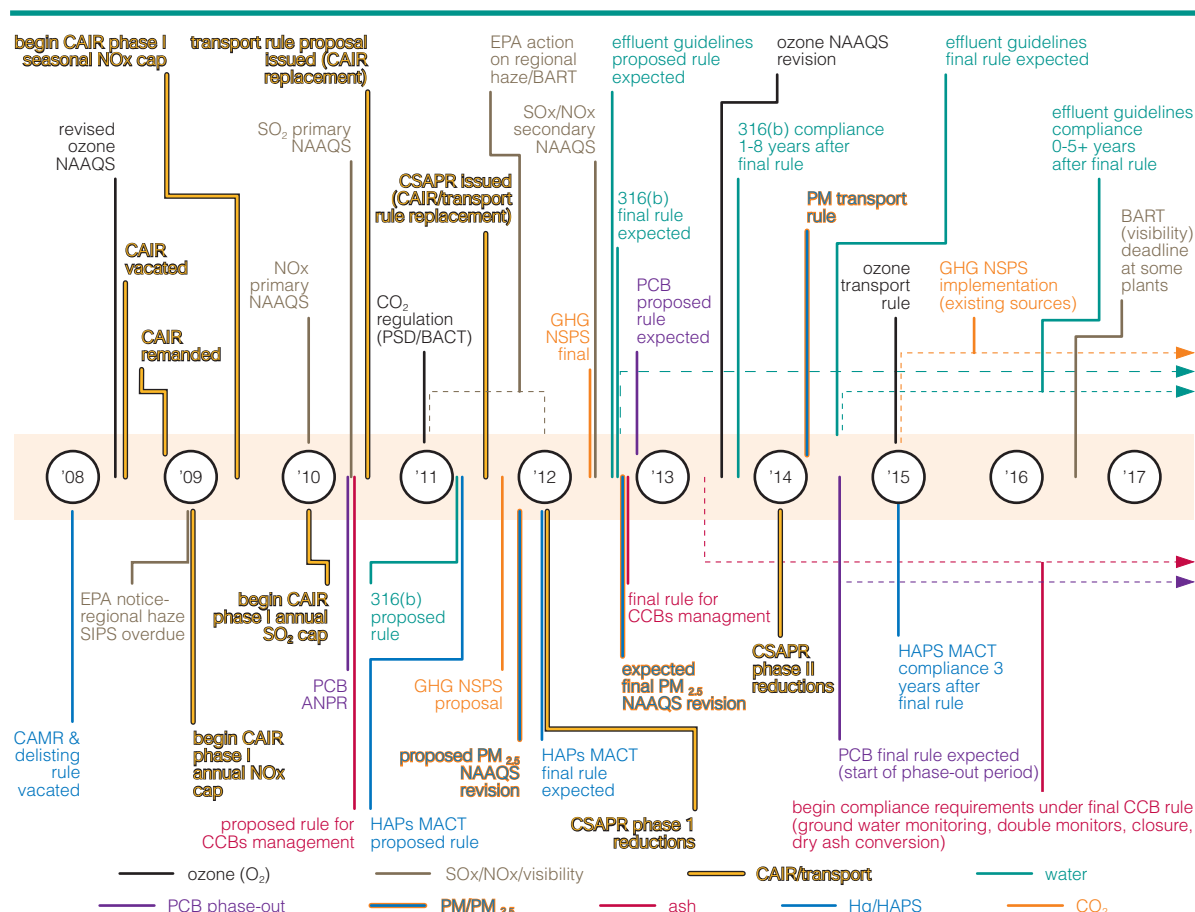 begin CAIR phase I
seasonal NOx cap
transport rule proposal
issued (CAIR
replacement)
EPA action
on regional
haze/BART
effluent guidelines
proposed rule
expected
ozone NAAQS
revision
effluent guidelines
final rule expected
revised
ozone
NAAQS
SO2 primary
NAAQS
SOx/NOx
secondary
NAAQS
316(b) compliance
1-8 years after
final rule
effluent guidelines
compliance
0-5+ years
after final rule
CSAPR issued
(CAIR/transport
rule replacement)
316(b)
final rule
expected
PM transport
rule
BART
(visibility)
deadline
at some
plants
CAIR
vacated
NOx
primary
NAAQS
CO2
regulation
(PSD/BACT)
GHG
NSPS
final
PCB
proposed
rule
expected
ozone
transport
rule
GHG NSPS
implementation
(existing sources)
CAIR
remanded
'08
'09
'10
'11
'12
'13
'14
'15
'16
'17
EPA notice-
regional haze
SIPS overdue
begin CAIR
phase I annual
SO2 cap
316(b)
proposed
rule
final rule for
CCBs managment
CSAPR
phase II
reductions
HAPS MACT
compliance 3
years after
final rule
PCB
ANPR
GHG NSPS
proposal
expected
final PM 2.5
NAAQS revision
CAMR &
delisting
rule
vacated
begin CAIR
phase I
annual NOx
cap
proposed PM 2.5
NAAQS
revision
HAPs MACT
final rule
expected
PCB final rule expected
(start of phase-out period)
proposed rule for
CCBs management
HAPs MACT
proposed rule
CSAPR phase 1
reductions
begin compliance requirements under final CCB rule
(ground water monitoring, double monitors, closure,
dry ash conversion)
ozone (O2)
SOx/NOx/visibility
CAIR/transport
water
PCB phase-out
PM/PM 2.5
ash
Hg/HAPS
CO2